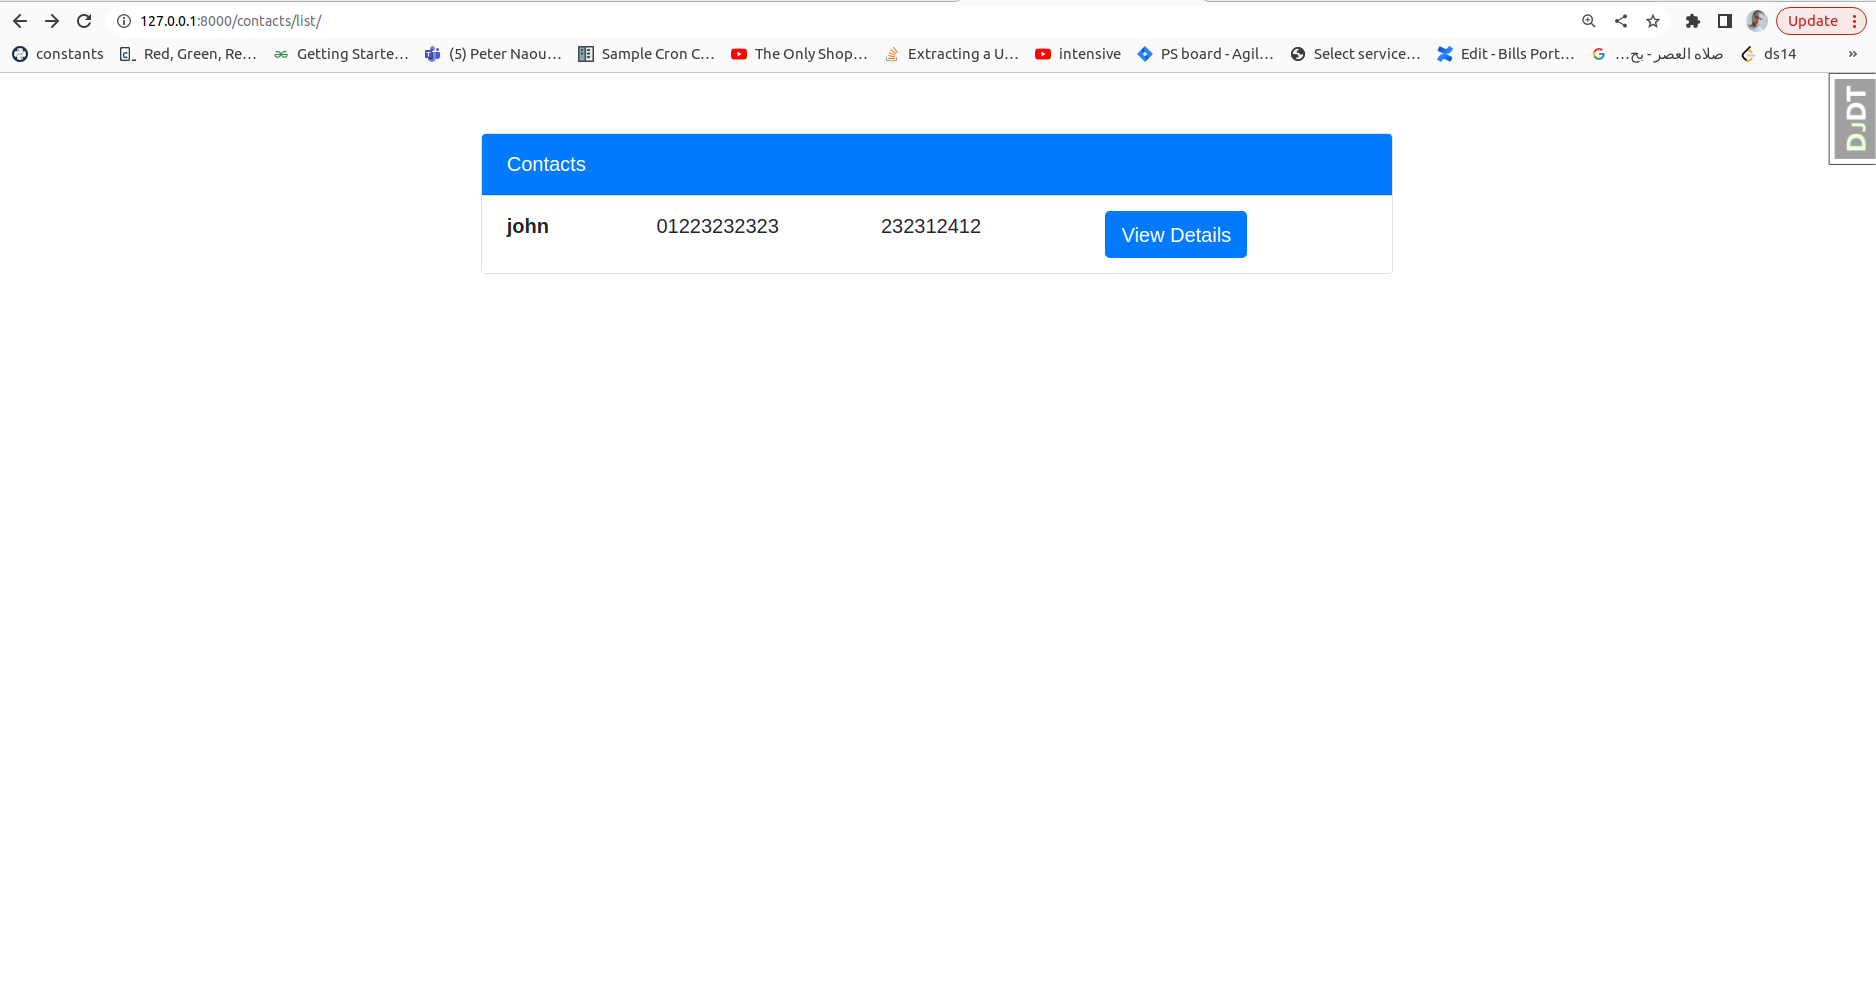 127.0.0.1:8000/contacts/list/
Update
constants
Red, Green, Re...
Getting Starte...
(5) Peter Naou...
Sample Cron C...
The Only Shop...
Extracting a U...
intensive
PS board - Agil...
Select service...
Edit - Bills Port...
صلاه العصر - بح...
ds14
»
DJDT
Contacts
john 01223232323 232312412 View Details